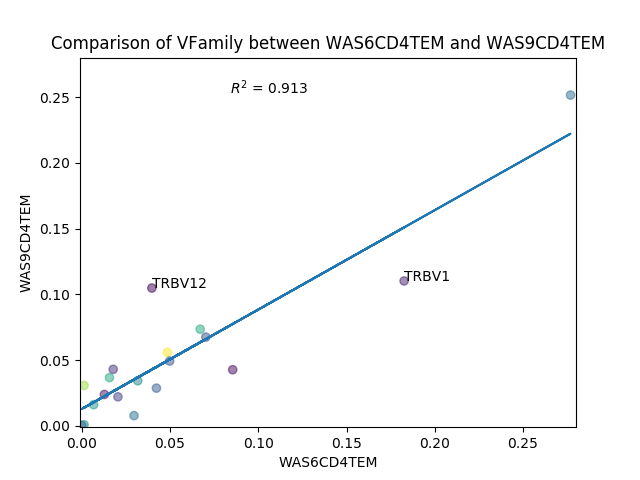 Comparison of VFamily between WAS6CD4TEM and WAS9CD4TEM
R² = 0.913
0.25
0.20
0.15
0.10
0.05
0.00
WAS9CD4TEM
TRBV12
TRBV1
0.00 0.05 0.10 0.15 0.20 0.25
WAS6CD4TEM